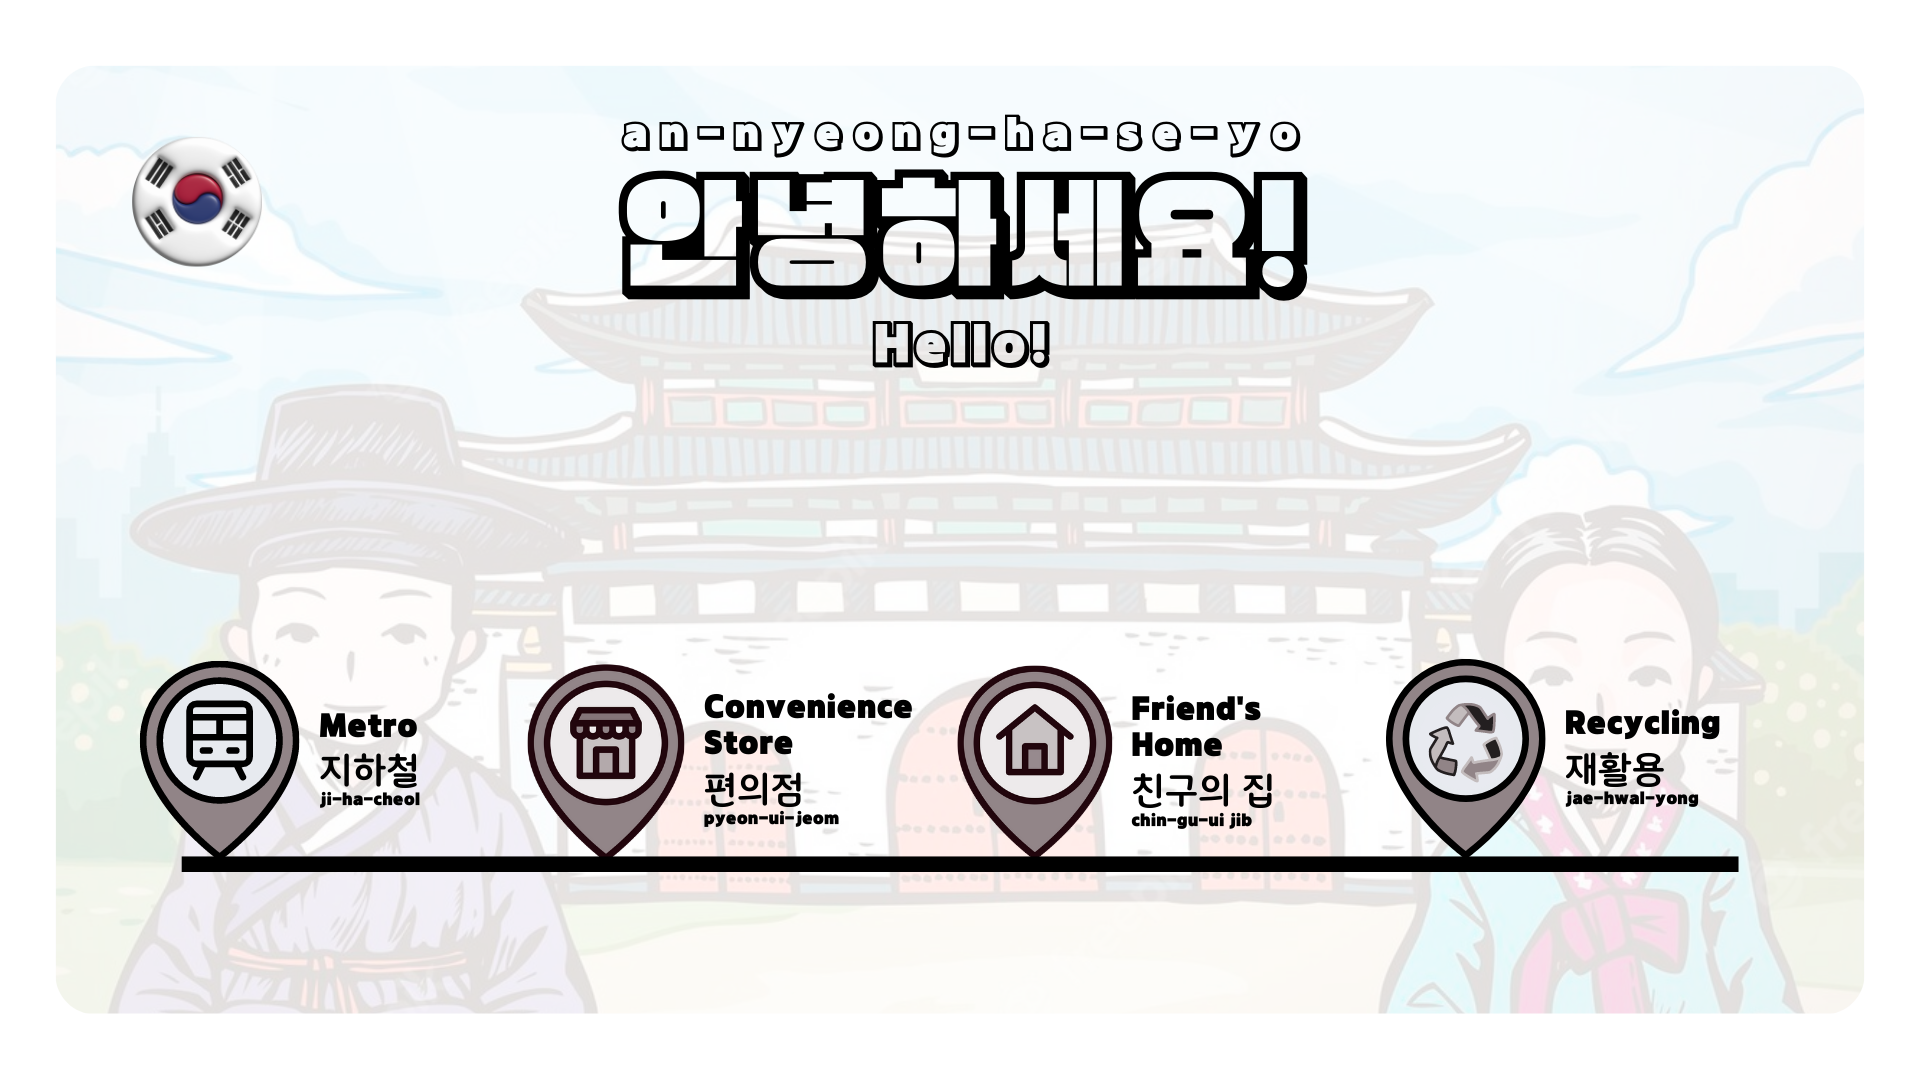 an-nyeong-ha-se-yo
안녕하세요!
Hello!
Metro
지하철
ji-ha-cheol
Convenience
Store
편의점
pyeon-ui-jeom
Friend's
Home
친구의 집
chin-gu-ui jib
Recycling
재활용
jae-hwal-yong